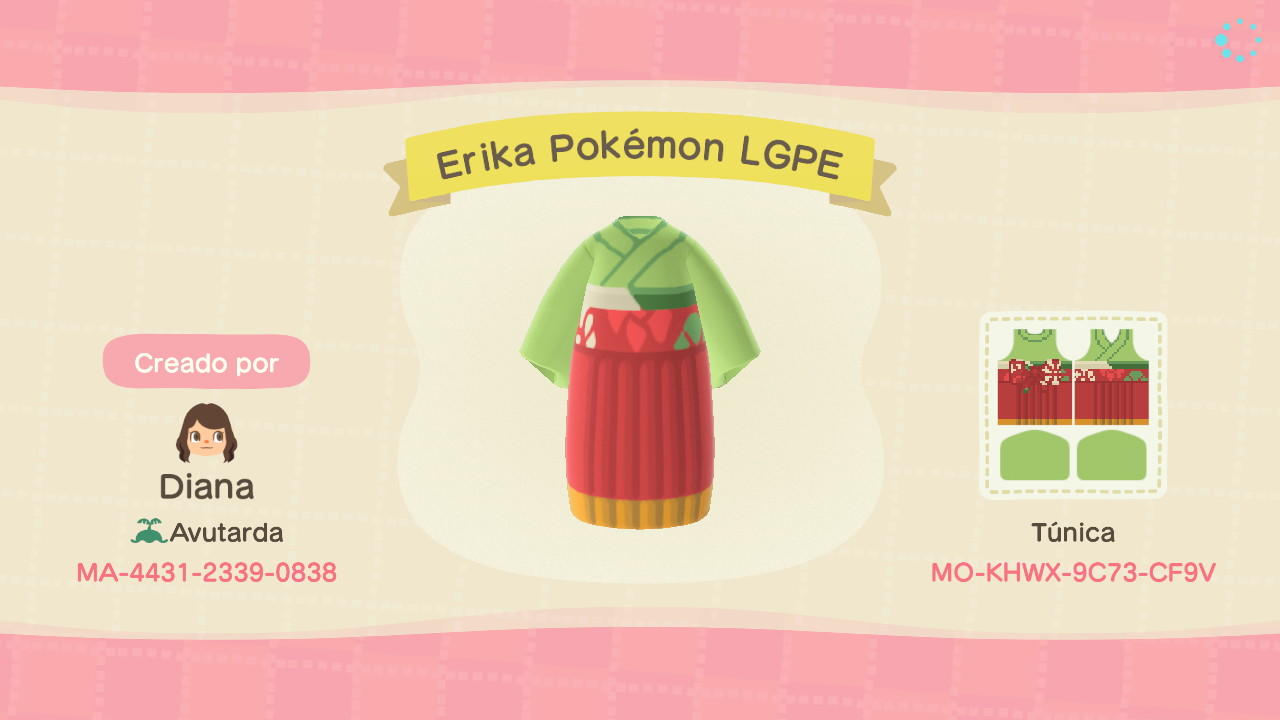 Erika Pokémon LGPE
Creado por
Diana
Avutarda
MA-4431-2339-0838
Túnica
MO-KHWX-9C73-CF9V